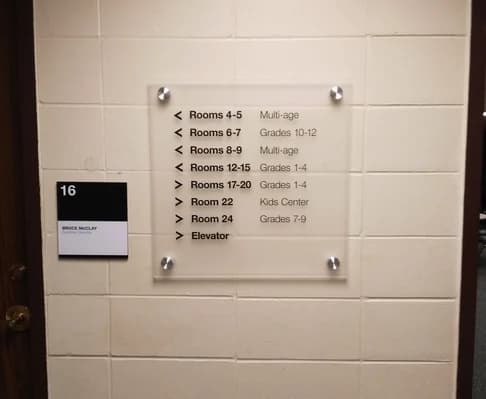 < Rooms 4-5 Multi-age
< Rooms 6-7 Grades 10-12
< Rooms 8-9 Multi-age
< Rooms 12-15 Grades 1-4
> Rooms 17-20 Grades 1-4
> Room 22 Kids Center
> Room 24 Grades 7-9
> Elevator
16
BRUCE McCLAY